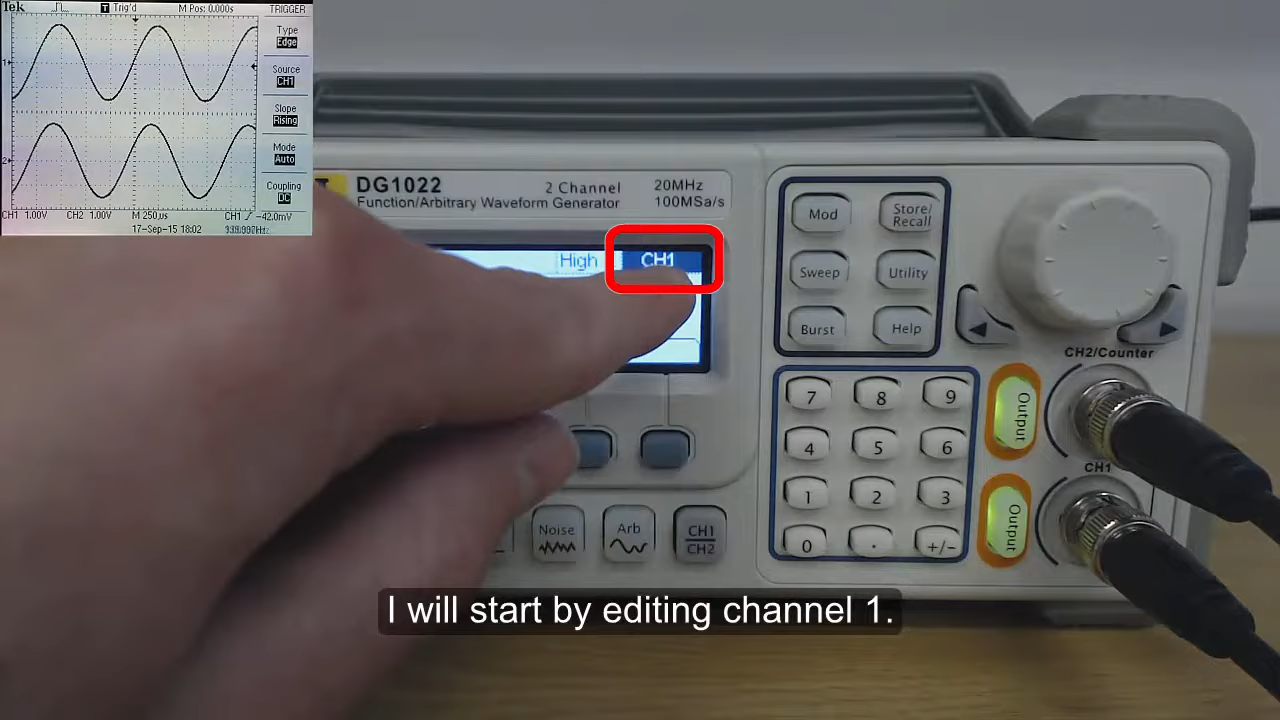 Tek
T Trig'd
M Pos: 0.000s
TRIGGER
Type
Edge
Source
CH1
Slope
Rising
Mode
Auto
Coupling
DC
1
2
CH1 1.00V
CH2 1.00V
M 250µs
CH1
-42.0mV
17-Sep-15 18:02
DG1022
2 Channel
20MHz
Function/Arbitrary Waveform Generator
100MSa/s
High
CH1
Mod
Store/
Recall
Sweep
Utility
Burst
Help
CH2/Counter
7
8
9
Output
4
5
6
CH1
1
2
3
Output
0
.
+/-
Noise
Arb
CH1
CH2
I will start by editing channel 1.